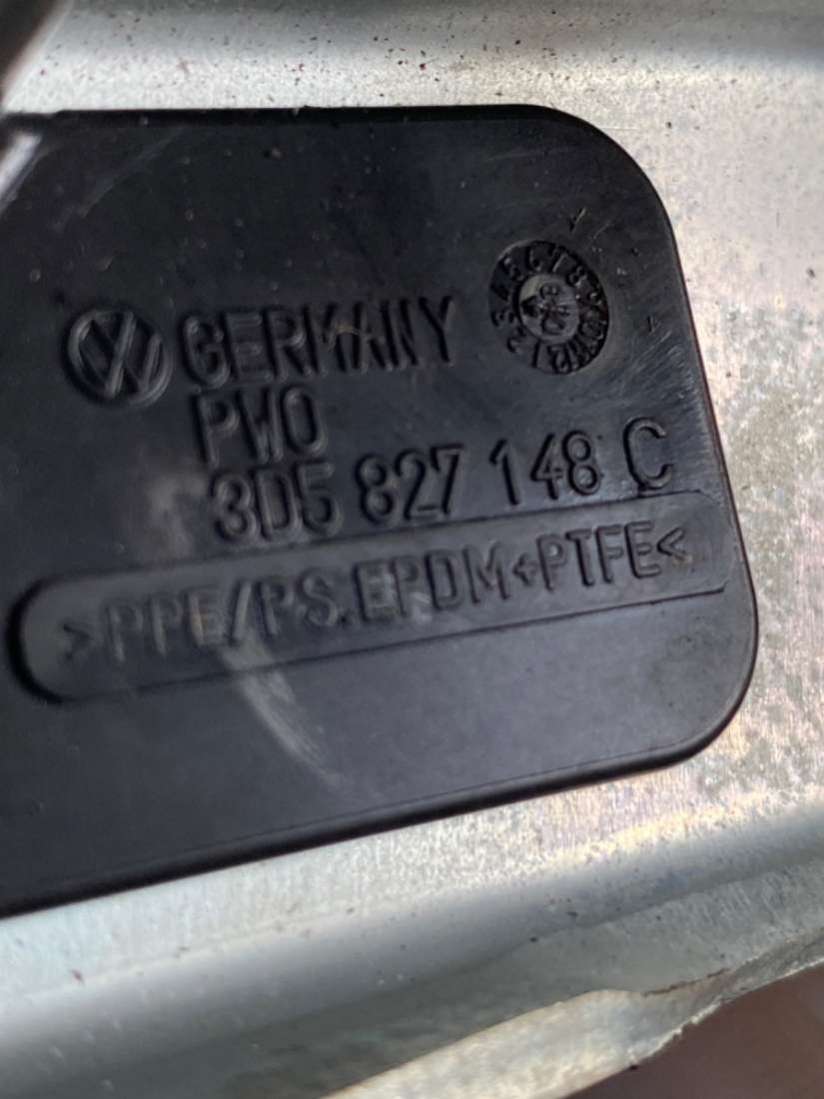 GERMANY
PWO
3D5 827 148 C
>PPE/PS.EPDM+PTFE<